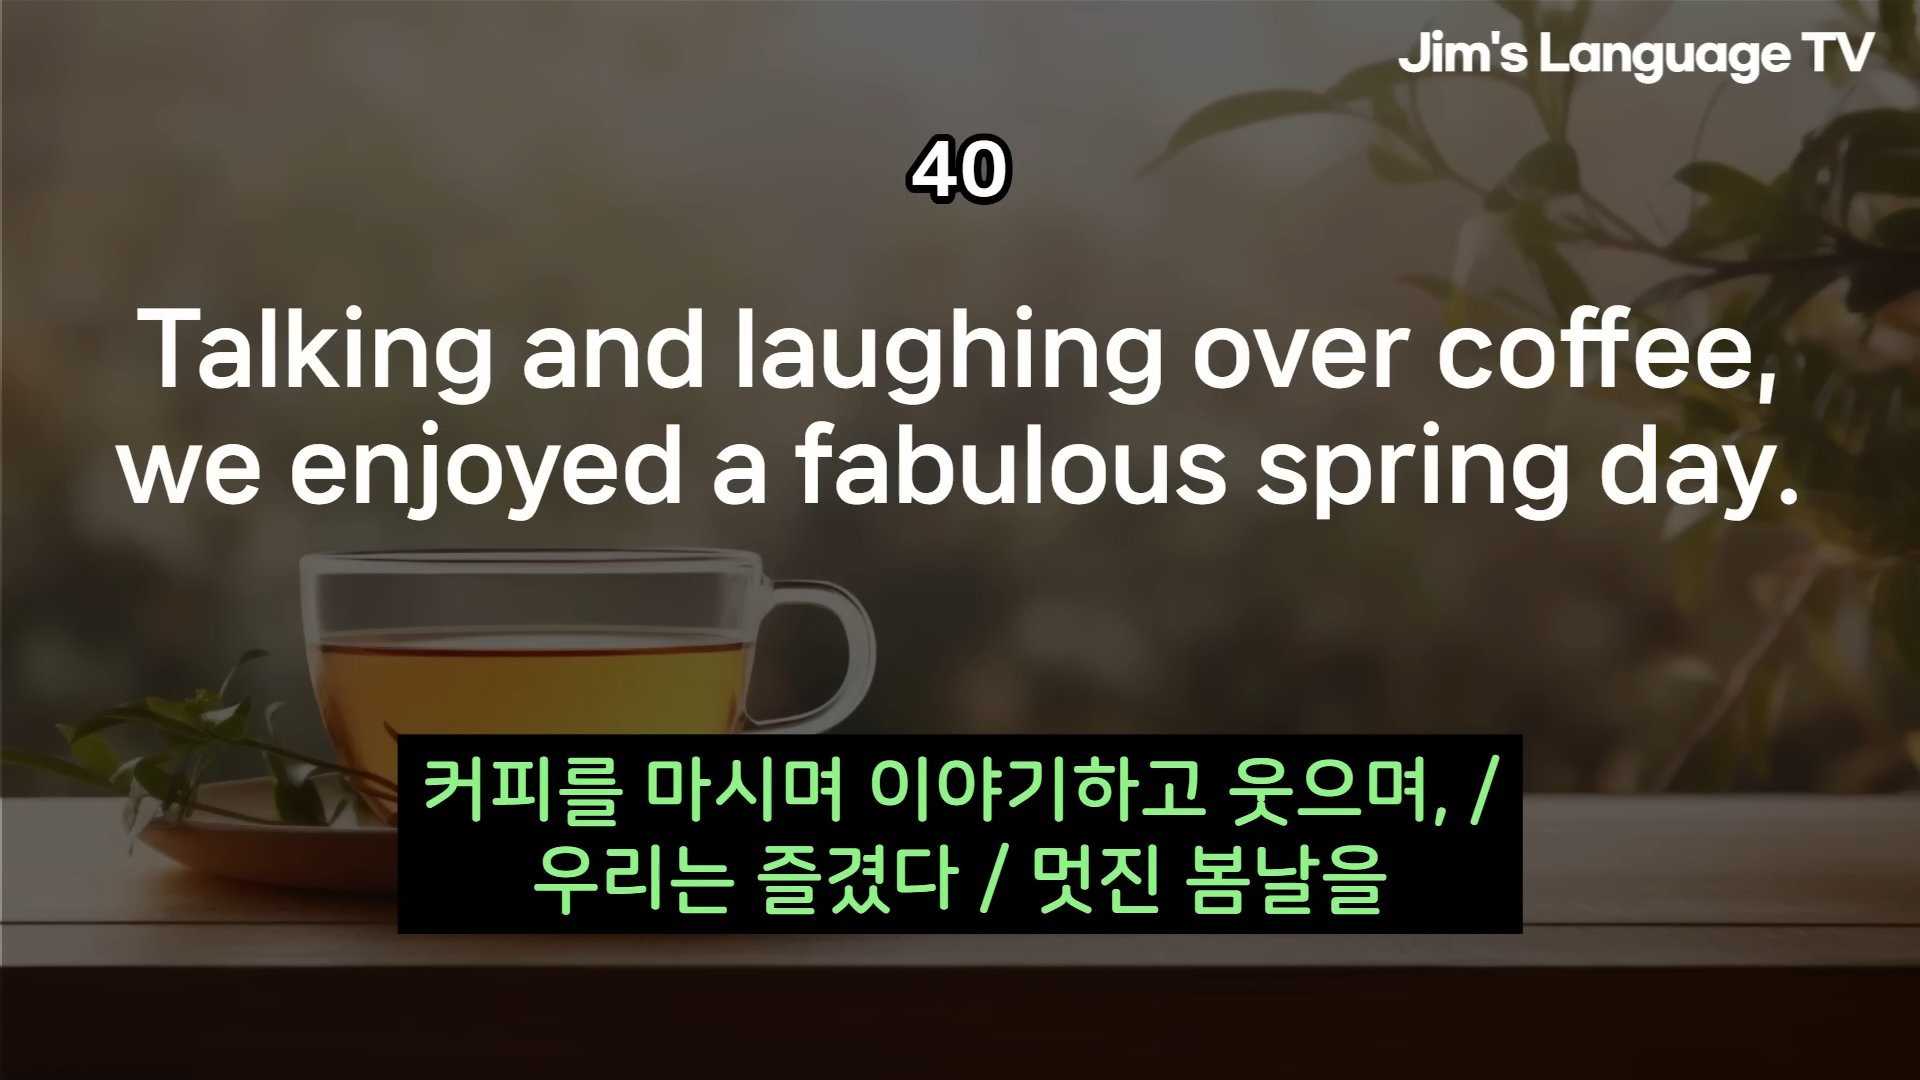 Jim's Language TV
40
Talking and laughing over coffee,
we enjoyed a fabulous spring day.
커피를 마시며 이야기하고 웃으며, /
우리는 즐겼다 / 멋진 봄날을